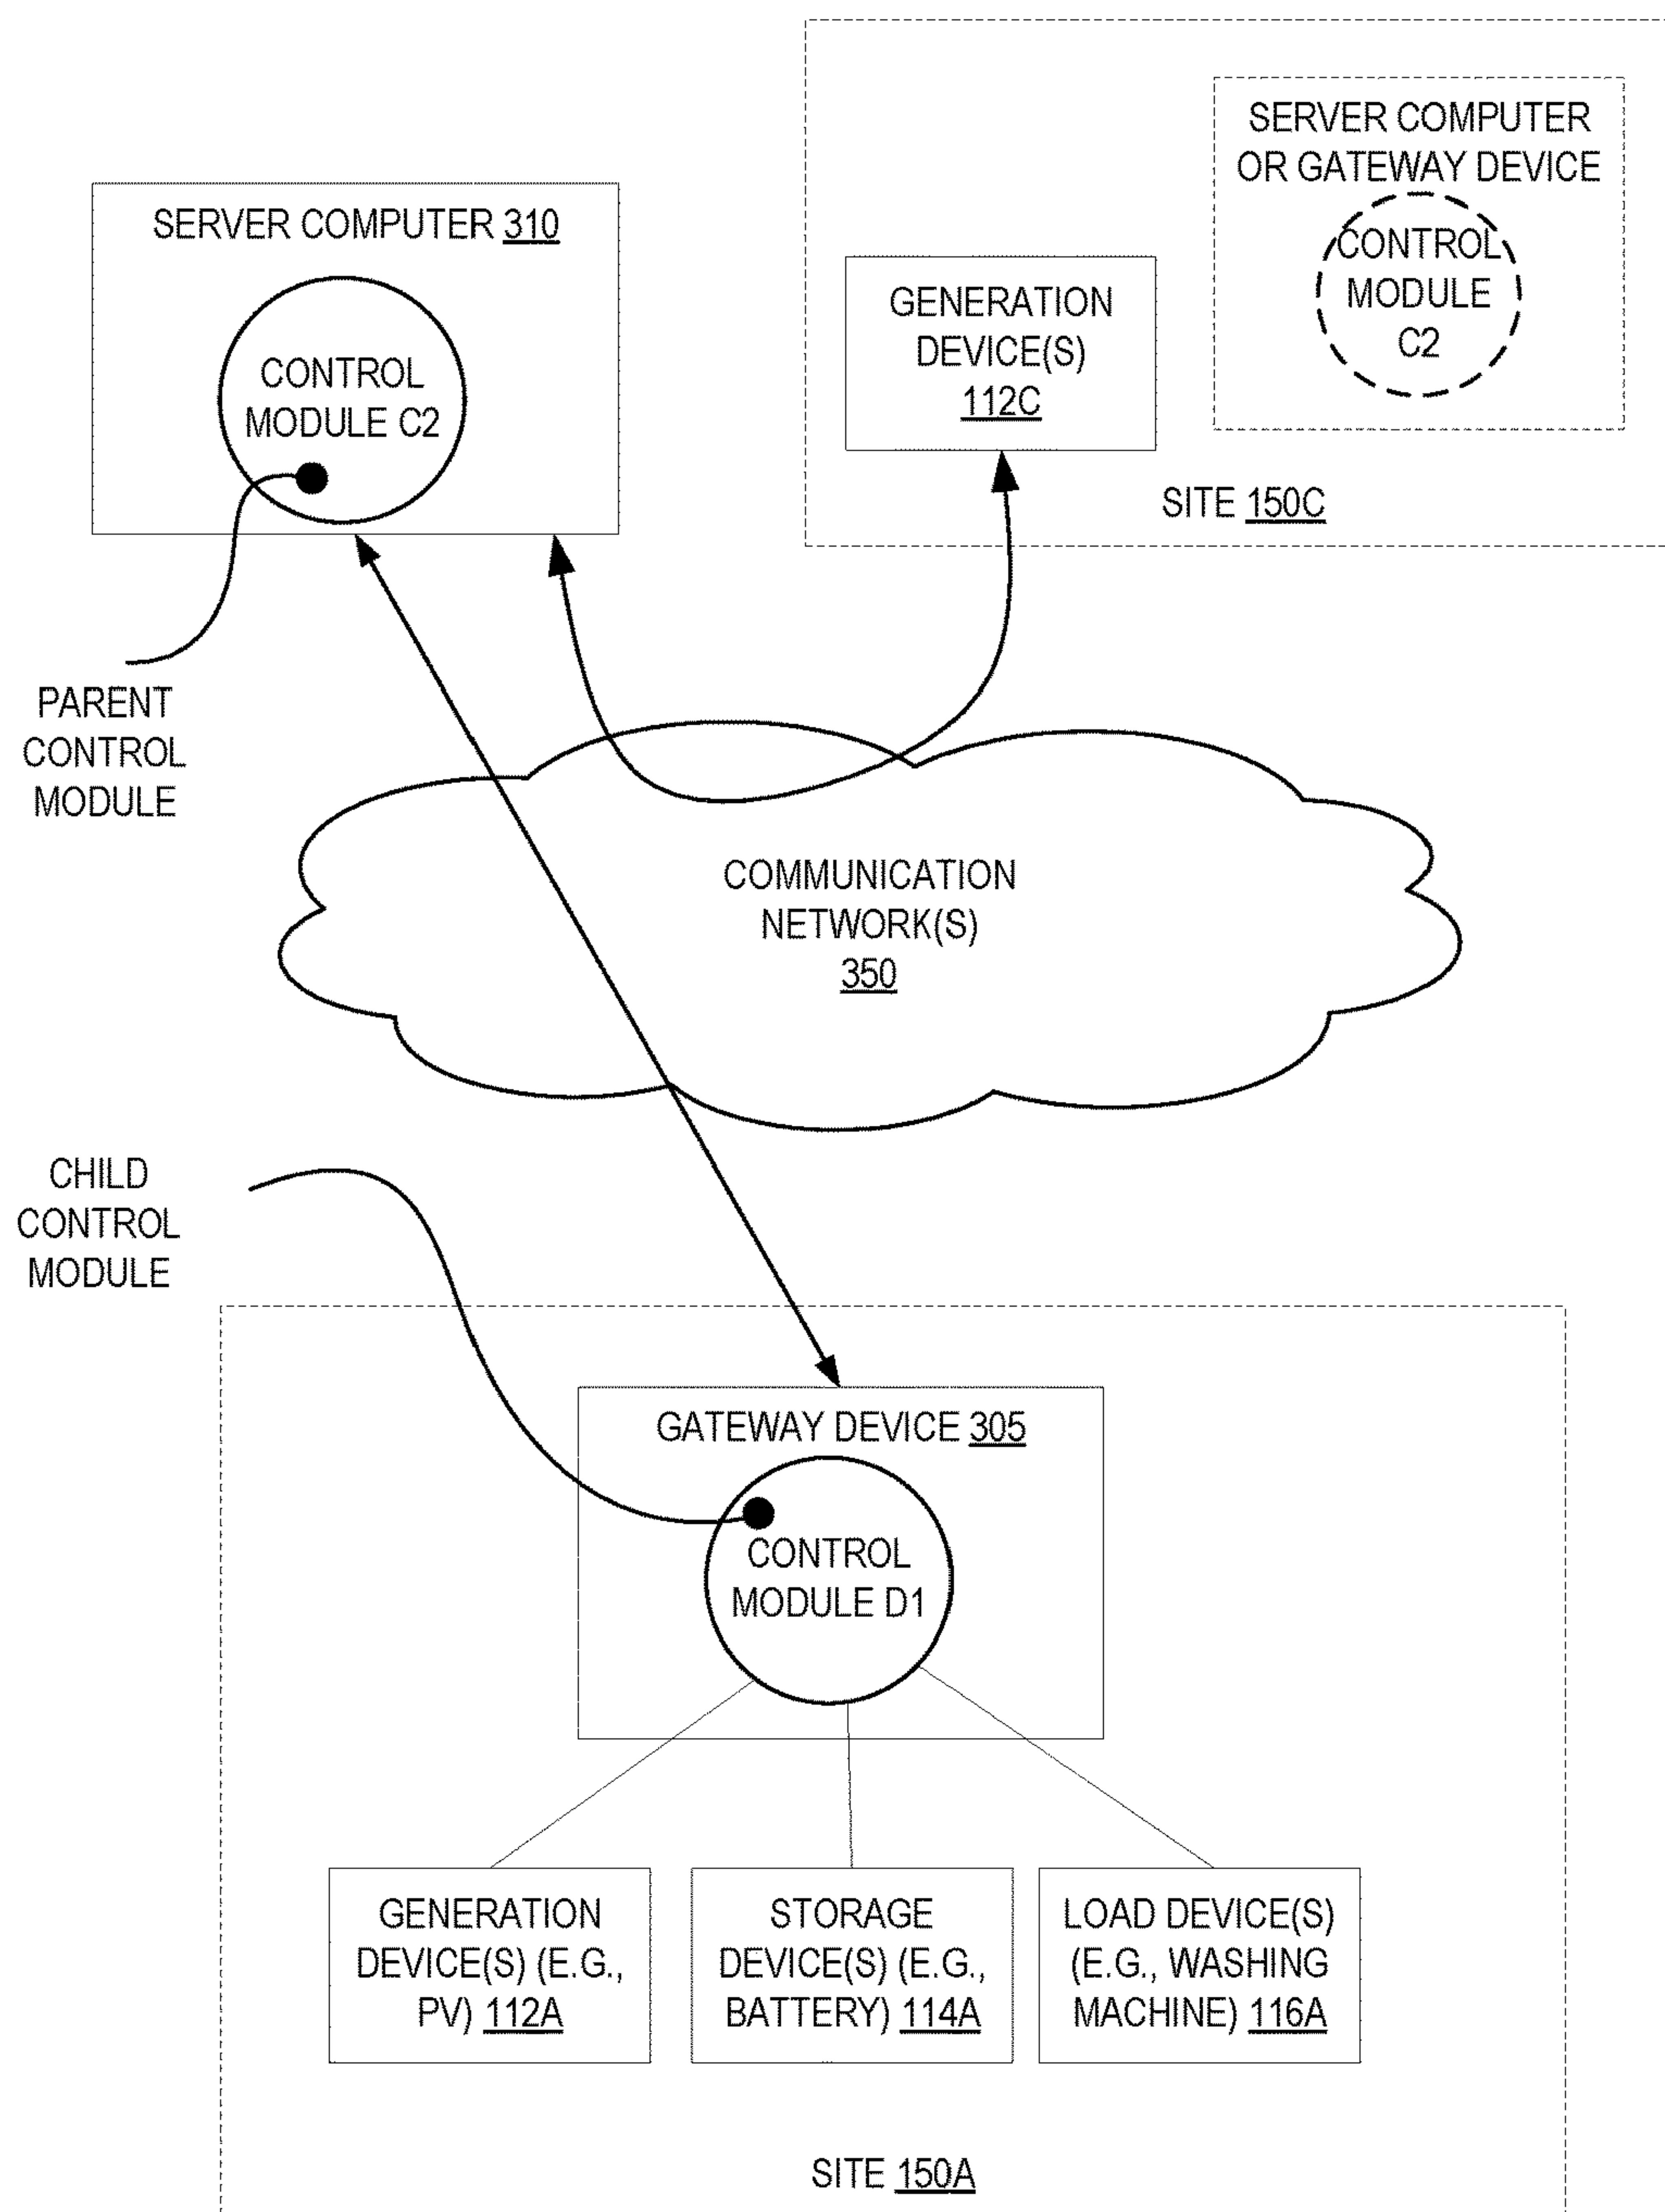 SERVER COMPUTER
OR GATEWAY DEVICE
CONTROL
MODULE
C2
SERVER COMPUTER 310
CONTROL
MODULE C2
GENERATION
DEVICE(S)
112C
SITE 150C
PARENT
CONTROL
MODULE
COMMUNICATION
NETWORK(S)
350
CHILD
CONTROL
MODULE
GATEWAY DEVICE 305
CONTROL
MODULE D1
GENERATION
DEVICE(S) (E.G.,
PV) 112A
STORAGE
DEVICE(S) (E.G.,
BATTERY) 114A
LOAD DEVICE(S)
(E.G., WASHING
MACHINE) 116A
SITE 150A